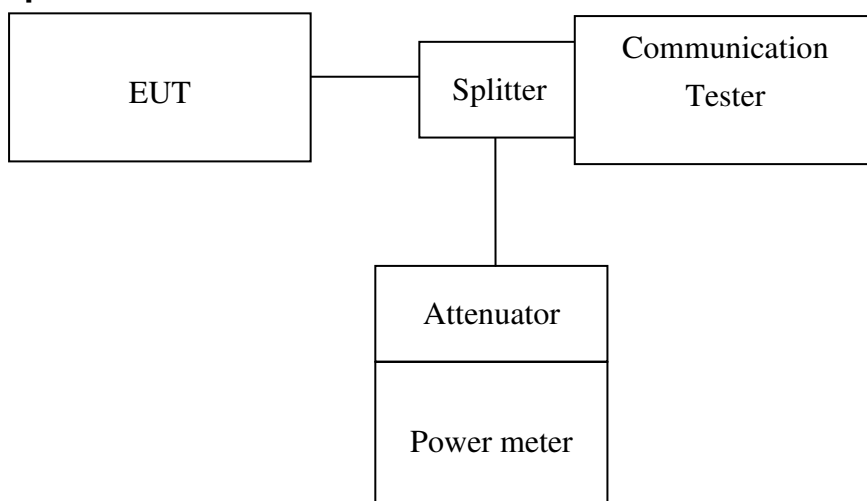 EUT
Splitter
Communication
Tester
Attenuator
Power meter